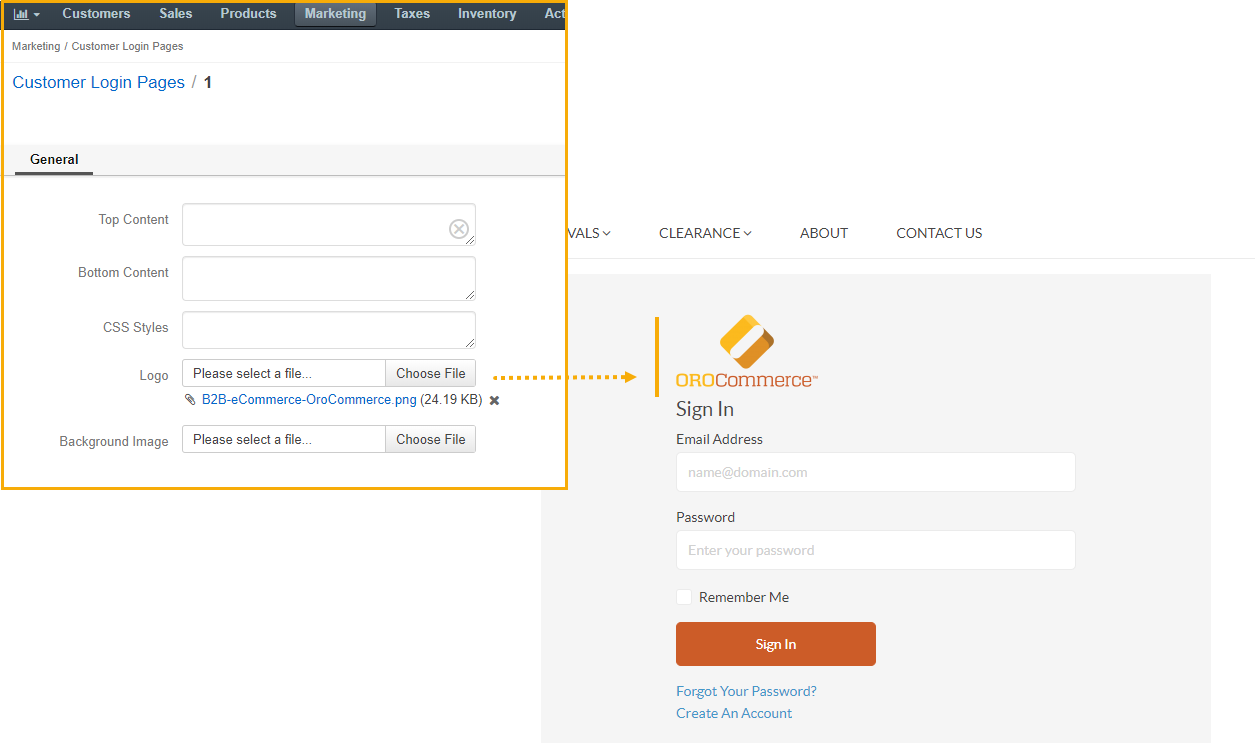 Customers Sales Products Marketing Taxes Inventory Act
Marketing / Customer Login Pages
Customer Login Pages / 1
General
Top Content
Bottom Content
CSS Styles
Logo Please select a file... Choose File
B2B-eCommerce-OroCommerce.png (24.19 KB)
Background Image Please select a file... Choose File
VALS CLEARANCE ABOUT CONTACT US
OROCommerce™
Sign In
Email Address
name@domain.com
Password
Enter your password
Remember Me
Sign In
Forgot Your Password?
Create An Account